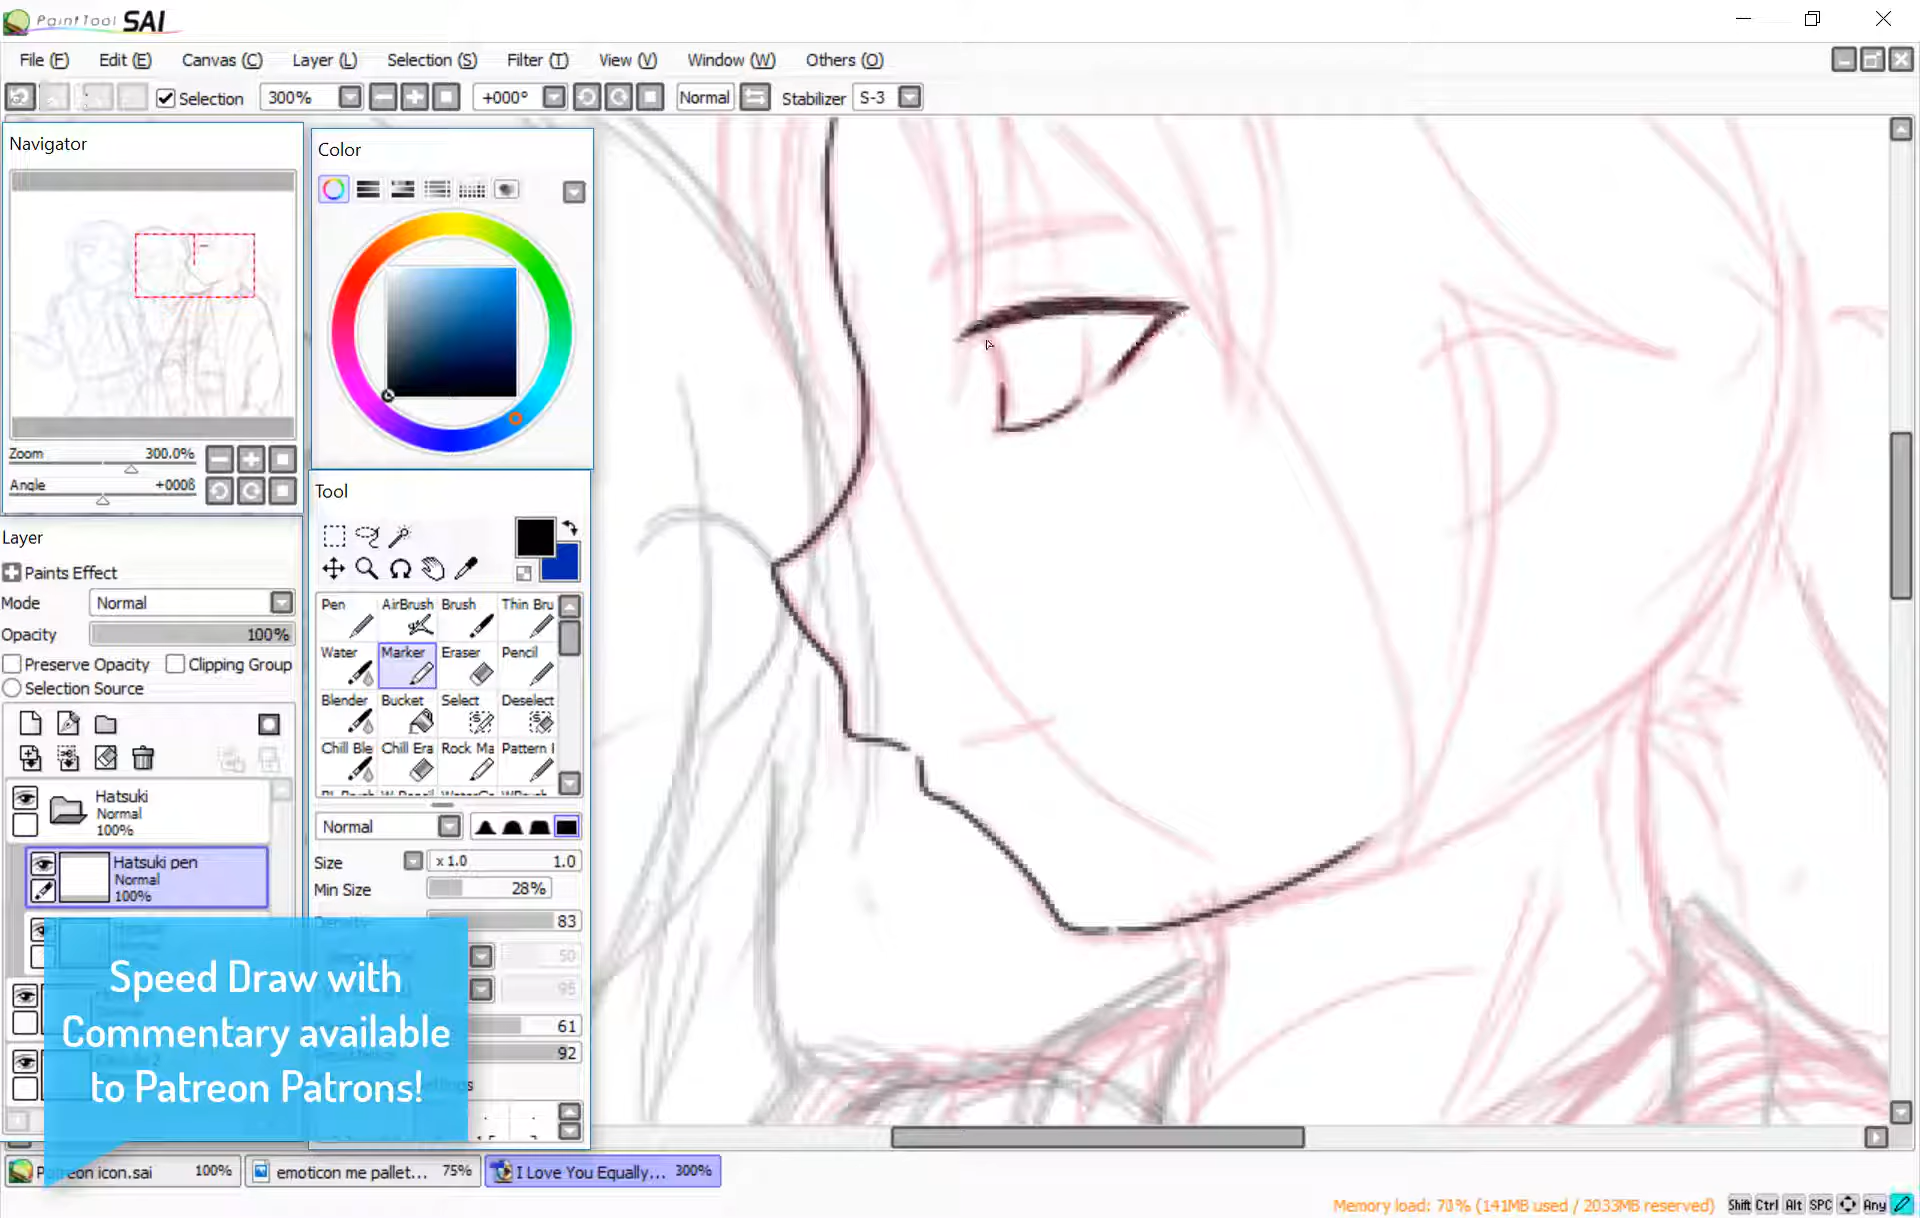 PaintTool SAI
File (F) Edit (E) Canvas (C) Layer (L) Selection (S) Filter (T) View (V) Window (W) Others (O)
Selection 300% +000° Normal Stabilizer S-3
Navigator
Zoom 300.0%
Angle
Color
Layer
Paints Effect
Mode Normal
Opacity 100%
Preserve Opacity Clipping Group
Selection Source
Hatsuki
Normal
100%
Hatsuki pen
Normal
100%
Tool
Pen AirBrush Brush Thin Bru
Water Marker Eraser Pencil
Blender Bucket Select Deselect
Chill Ble Chill Era Rock Ma Pattern
Normal
Size x 1.0 1.0
Min Size 28%
83
50
95
61
92
Speed Draw with
Commentary available
to Patreon Patrons!
Patreon icon.sai 100% emoticon me pallet... 75% I Love You Equally,... 300%
Memory load: 70% (141MB used / 2033MB reserved) Shift Ctrl Alt SPC Any